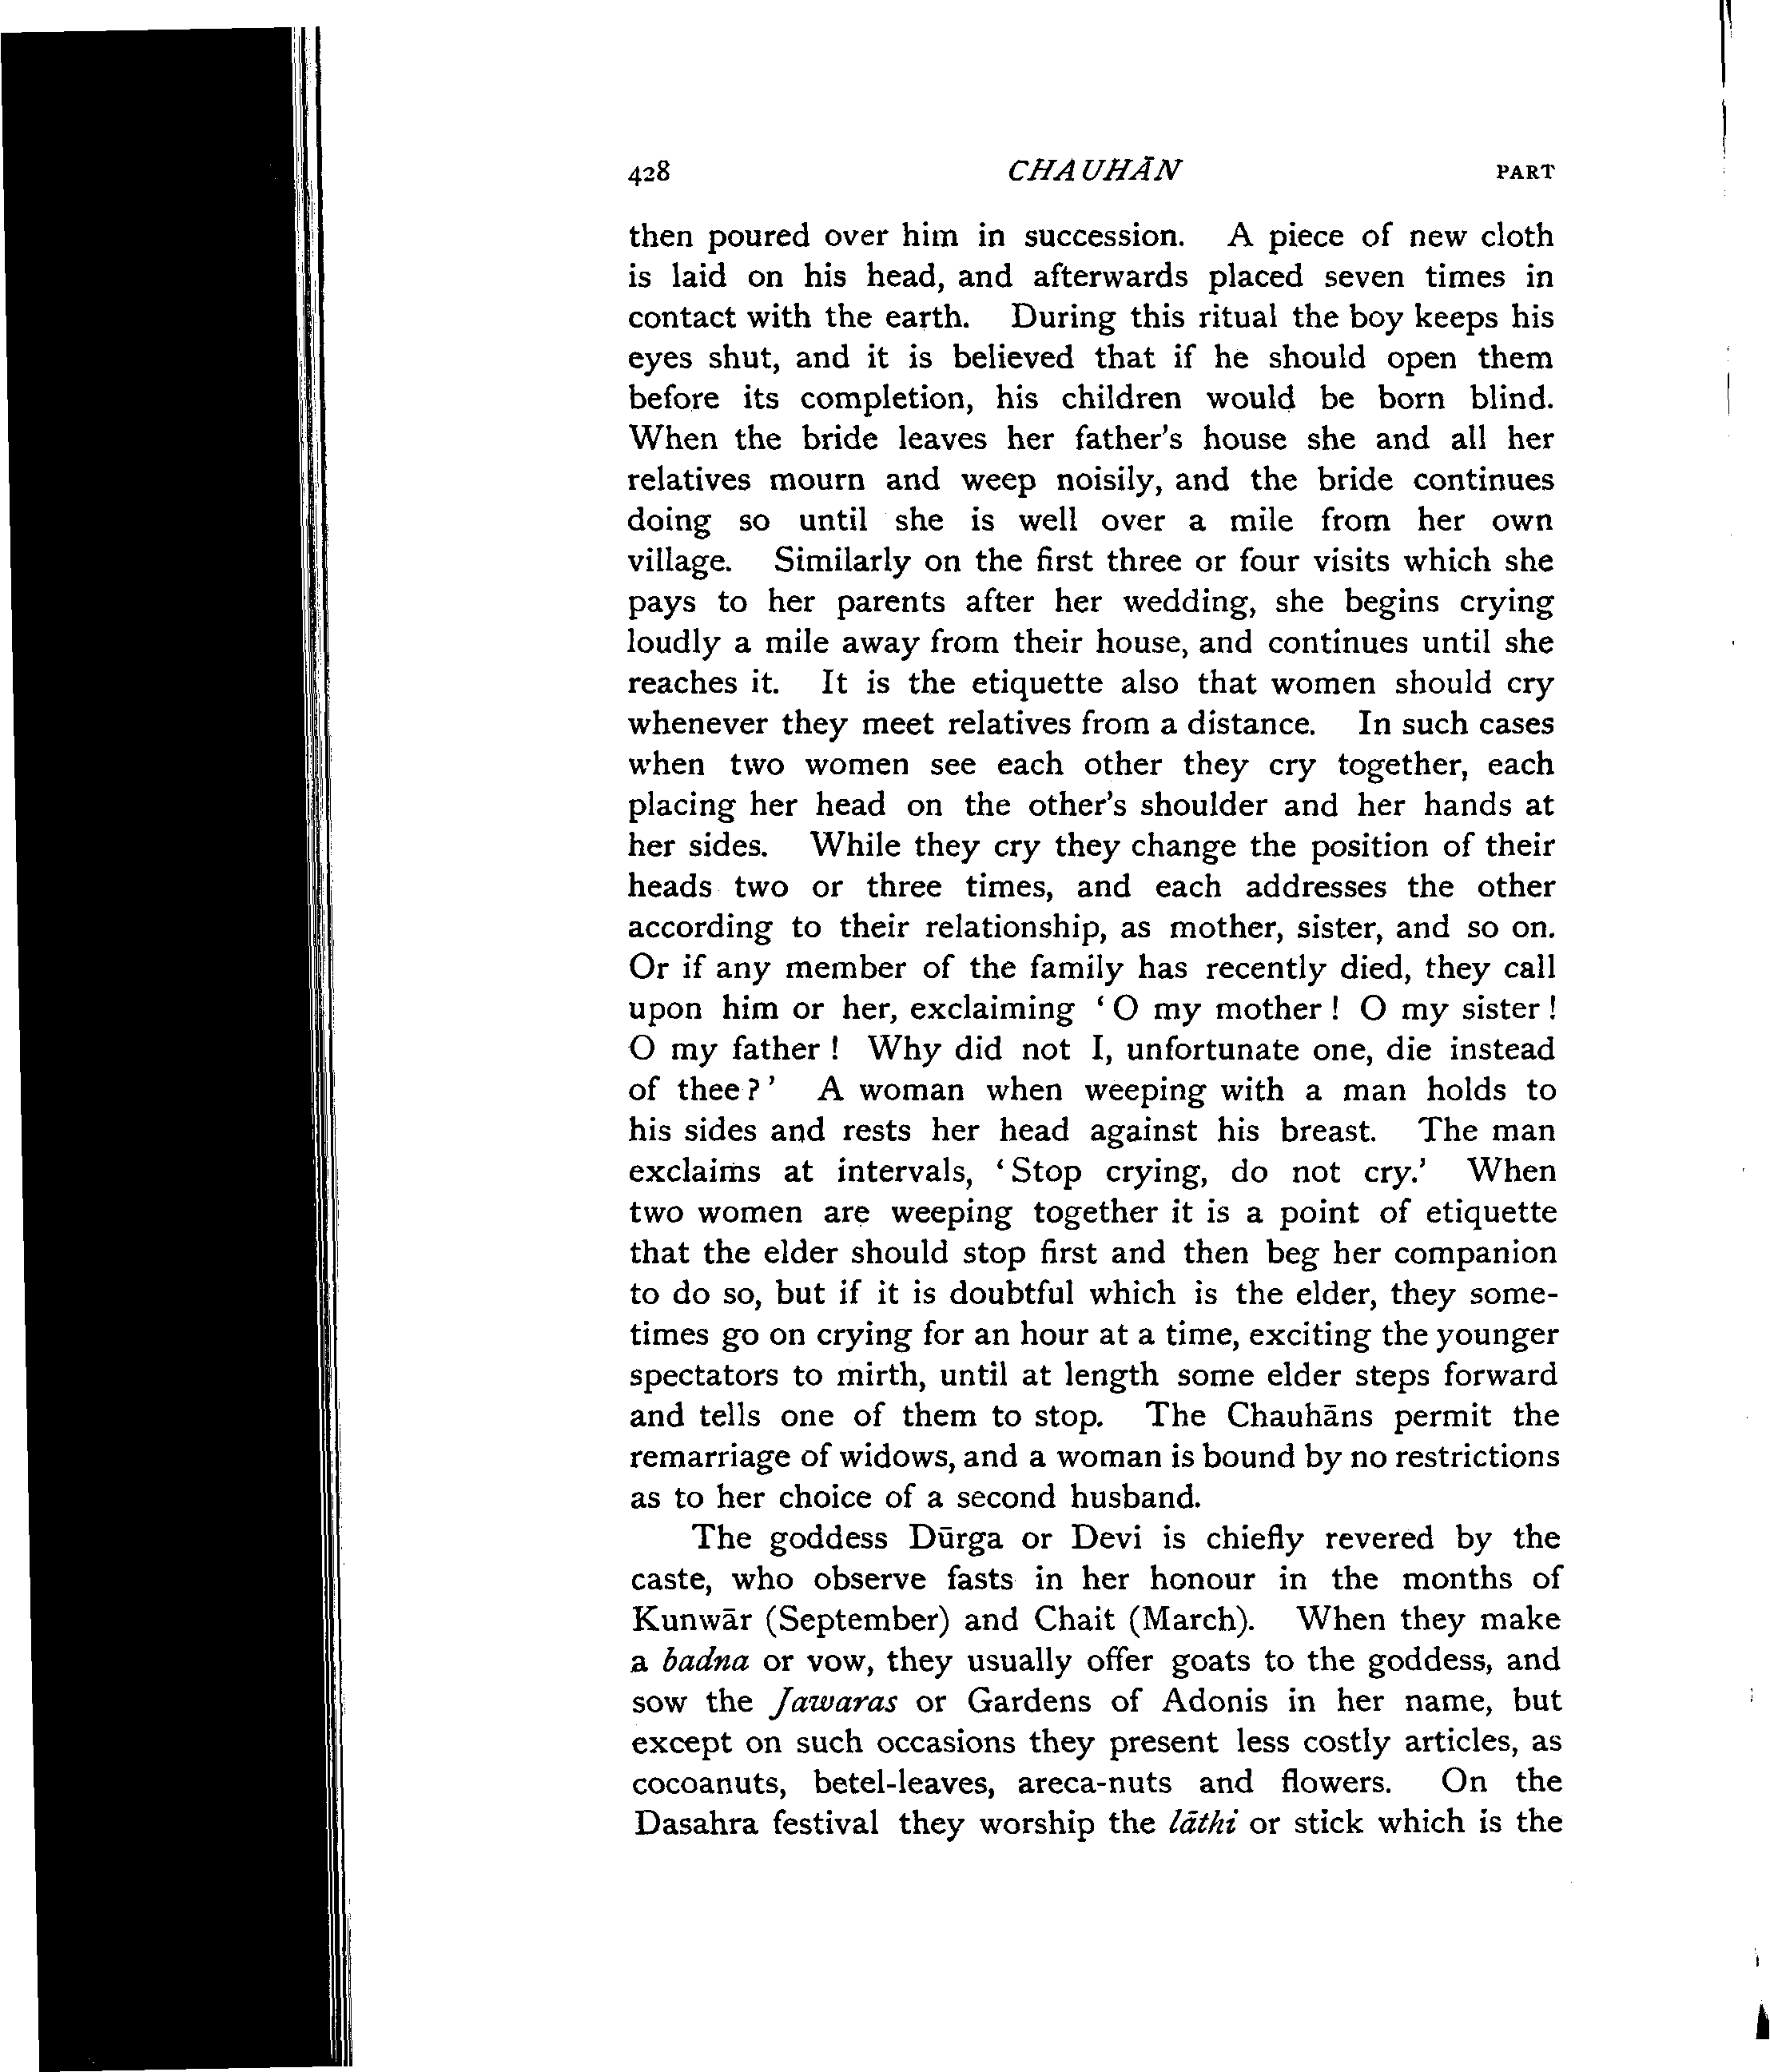 428 CHAUHĀN PART
then poured over him in succession. A piece of new cloth
is laid on his head, and afterwards placed seven times in
contact with the earth. During this ritual the boy keeps his
eyes shut, and it is believed that if he should open them
before its completion, his children would be born blind.
When the bride leaves her father's house she and all her
relatives mourn and weep noisily, and the bride continues
doing so until she is well over a mile from her own
village. Similarly on the first three or four visits which she
pays to her parents after her wedding, she begins crying
loudly a mile away from their house, and continues until she
reaches it. It is the etiquette also that women should cry
whenever they meet relatives from a distance. In such cases
when two women see each other they cry together, each
placing her head on the other's shoulder and her hands at
her sides. While they cry they change the position of their
heads two or three times, and each addresses the other
according to their relationship, as mother, sister, and so on.
Or if any member of the family has recently died, they call
upon him or her, exclaiming ‘O my mother! O my sister!
O my father! Why did not I, unfortunate one, die instead
of thee?’ A woman when weeping with a man holds to
his sides and rests her head against his breast. The man
exclaims at intervals, ‘Stop crying, do not cry.’ When
two women are weeping together it is a point of etiquette
that the elder should stop first and then beg her companion
to do so, but if it is doubtful which is the elder, they some-
times go on crying for an hour at a time, exciting the younger
spectators to mirth, until at length some elder steps forward
and tells one of them to stop. The Chauhāns permit the
remarriage of widows, and a woman is bound by no restrictions
as to her choice of a second husband.
The goddess Dūrga or Devi is chiefly revered by the
caste, who observe fasts in her honour in the months of
Kunwār (September) and Chait (March). When they make
a badna or vow, they usually offer goats to the goddess, and
sow the Jawaras or Gardens of Adonis in her name, but
except on such occasions they present less costly articles, as
cocoanuts, betel-leaves, areca-nuts and flowers. On the
Dasahra festival they worship the lāthi or stick which is the